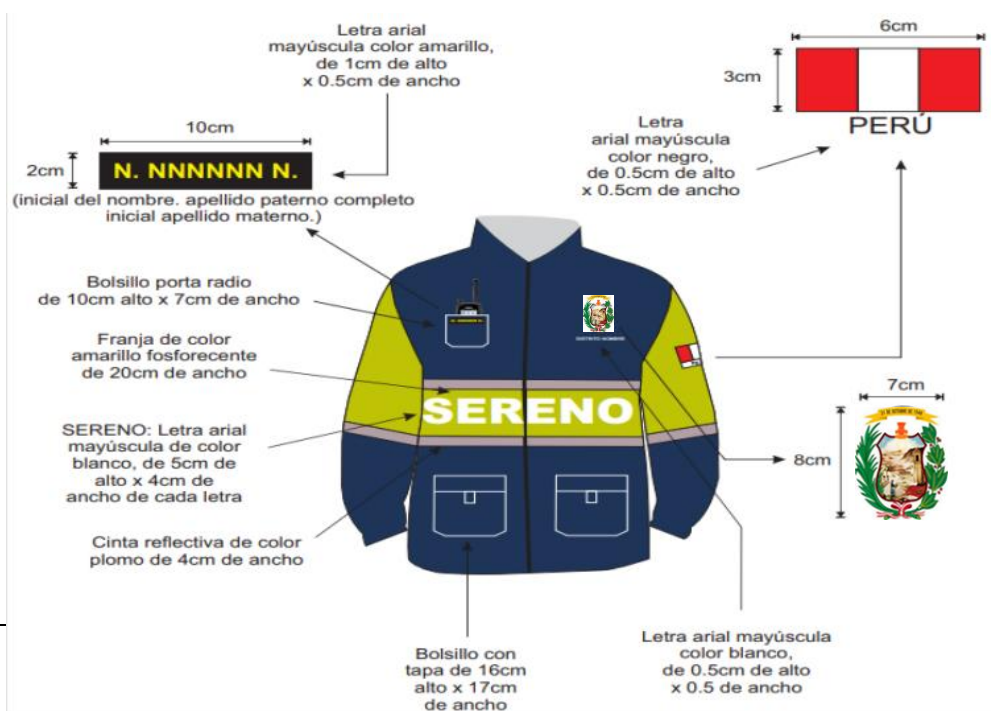 Letra arial
mayúscula color amarillo,
de 1cm de alto
x 0.5cm de ancho
10cm
2cm
N. NNNNNN N.
(inicial del nombre. apellido paterno completo
inicial apellido materno.)
6cm
3cm
PERÚ
Letra
arial mayúscula
color negro,
de 0.5cm de alto
x 0.5cm de ancho
Bolsillo porta radio
de 10cm alto x 7cm de ancho
Franja de color
amarillo fosforecente
de 20cm de ancho
SERENO: Letra arial
mayúscula de color
blanco, de 5cm de
alto x 4cm de
ancho de cada letra
Cinta reflectiva de color
plomo de 4cm de ancho
N. NNNNNN N.
DISTRITO NOMBRE
SERENO
7cm
8cm
Bolsillo con
tapa de 16cm
alto x 17cm
de ancho
Letra arial mayúscula
color blanco,
de 0.5cm de alto
x 0.5 de ancho